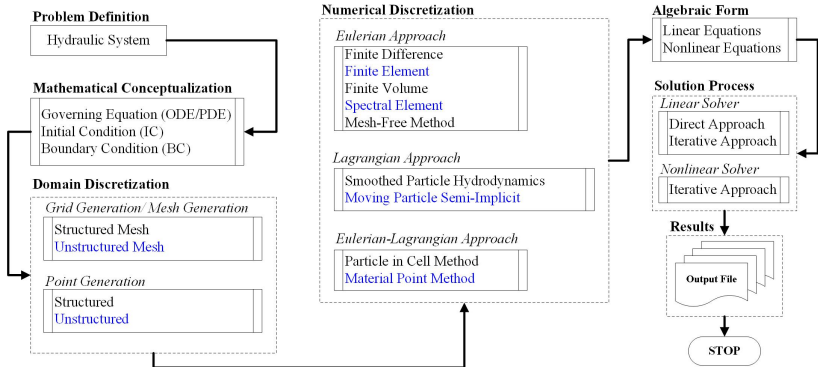 Problem Definition
Hydraulic System
Mathematical Conceptualization
Governing Equation (ODE/PDE)
Initial Condition (IC)
Boundary Condition (BC)
Domain Discretization
Grid Generation/ Mesh Generation
Structured Mesh
Unstructured Mesh
Point Generation
Structured
Unstructured
Numerical Discretization
Eulerian Approach
Finite Difference
Finite Element
Finite Volume
Spectral Element
Mesh-Free Method
Lagrangian Approach
Smoothed Particle Hydrodynamics
Moving Particle Semi-Implicit
Eulerian-Lagrangian Approach
Particle in Cell Method
Material Point Method
Algebraic Form
Linear Equations
Nonlinear Equations
Solution Process
Linear Solver
Direct Approach
Iterative Approach
Nonlinear Solver
Iterative Approach
Results
Output File
STOP